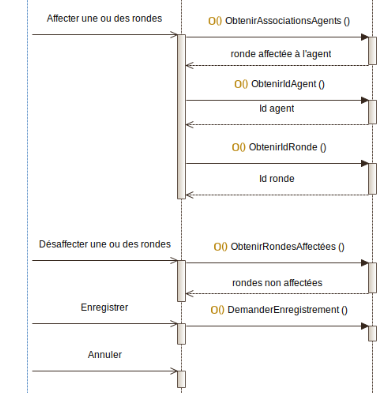 Affecter une ou des rondes
O() ObtenirAssociationsAgents ()
ronde affectée à l'agent
O() ObtenirIdAgent ()
Id agent
O() ObtenirIdRonde ()
Id ronde
Désaffecter une ou des rondes
O() ObtenirRondesAffectées ()
rondes non affectées
Enregistrer
O() DemanderEnregistrement ()
Annuler